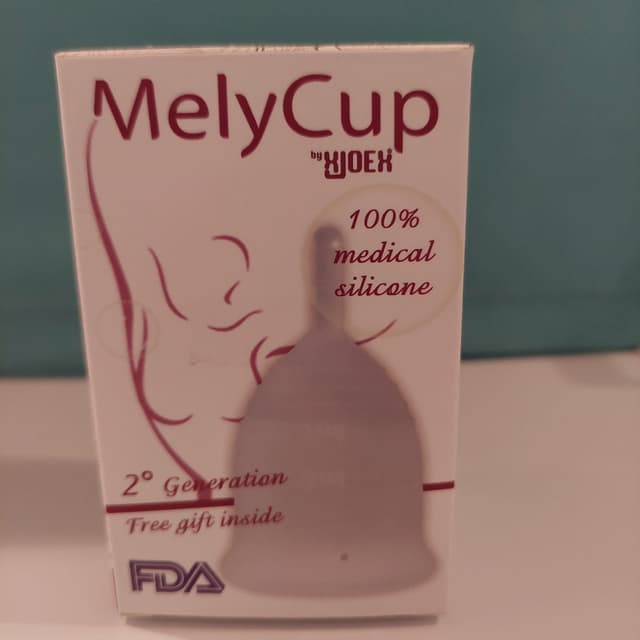 MelyCup
by XJOEX
100%
medical
silicone
2° Generation
Free gift inside
FDA